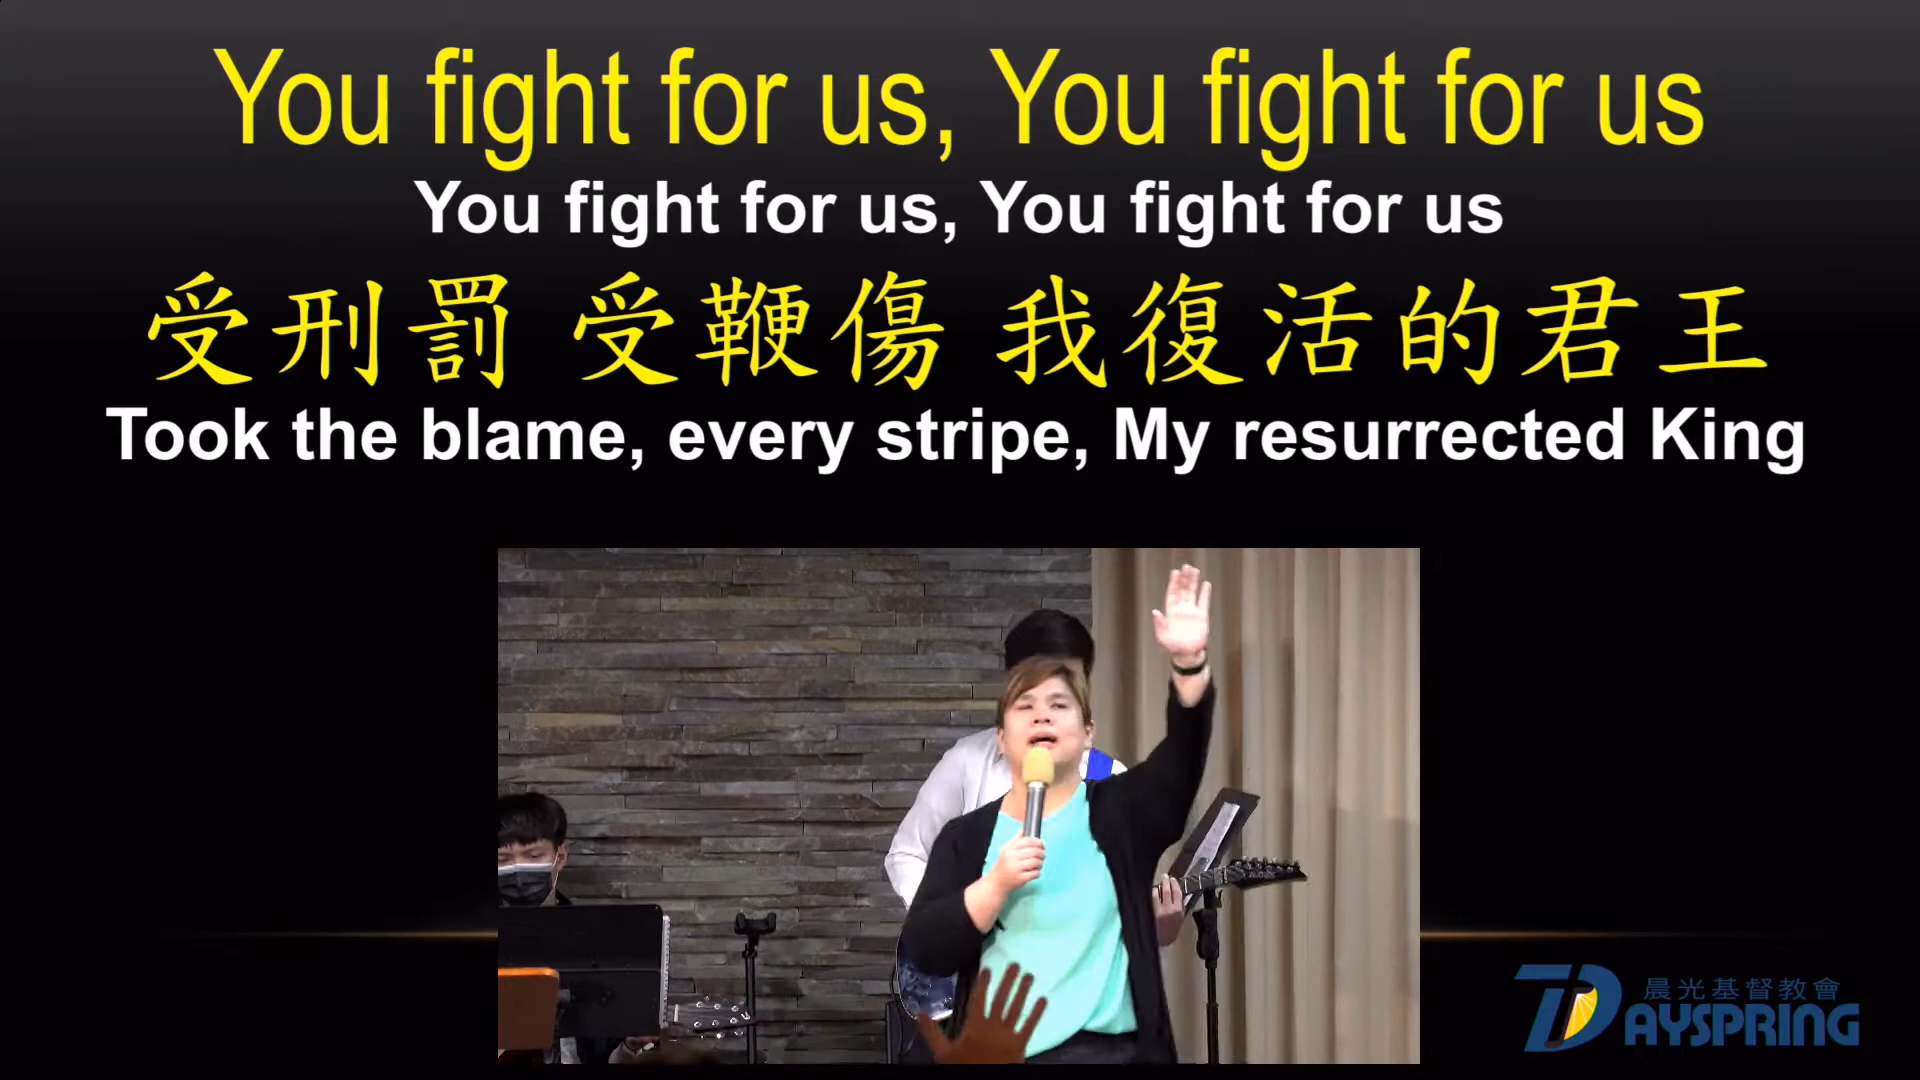 You fight for us, You fight for us
You fight for us, You fight for us
受刑罰 受鞭傷 我復活的君王
Took the blame, every stripe, My resurrected King
晨光基督教會
DAYSPRING